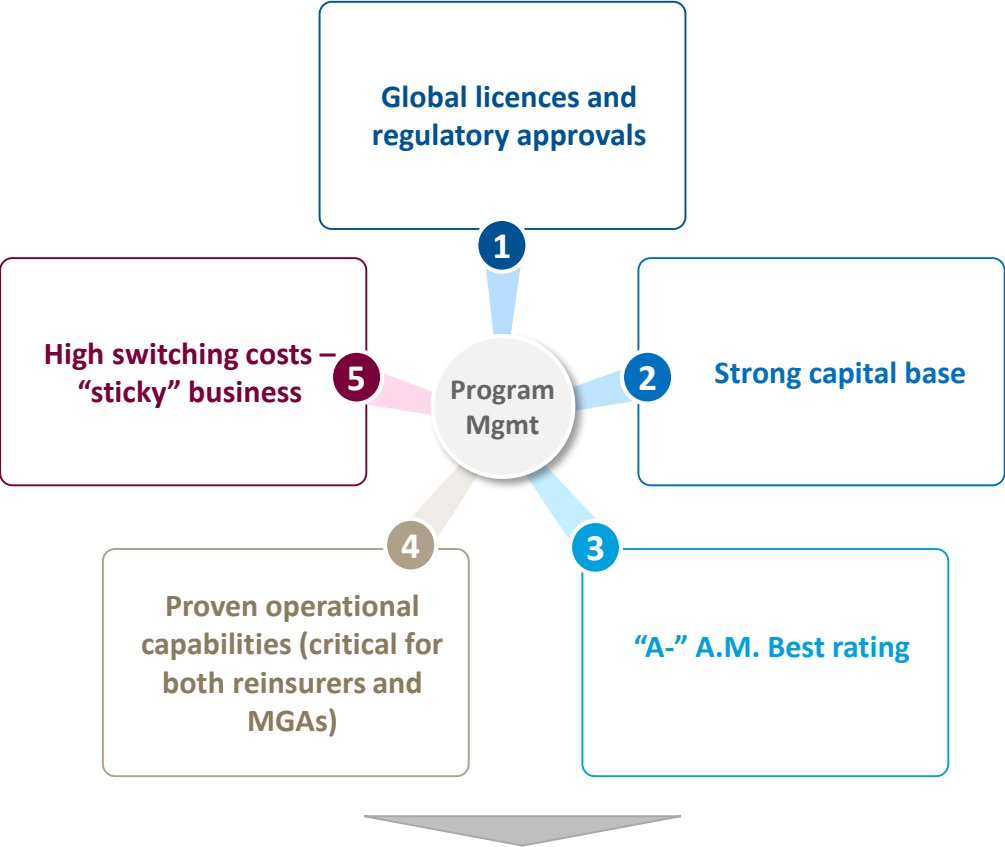 Global licences and
regulatory approvals
1
High switching costs –
“sticky” business
5
Program
Mgmt
2
Strong capital base
4
Proven operational
capabilities (critical for
both reinsurers and
MGAs)
3
“A-” A.M. Best rating